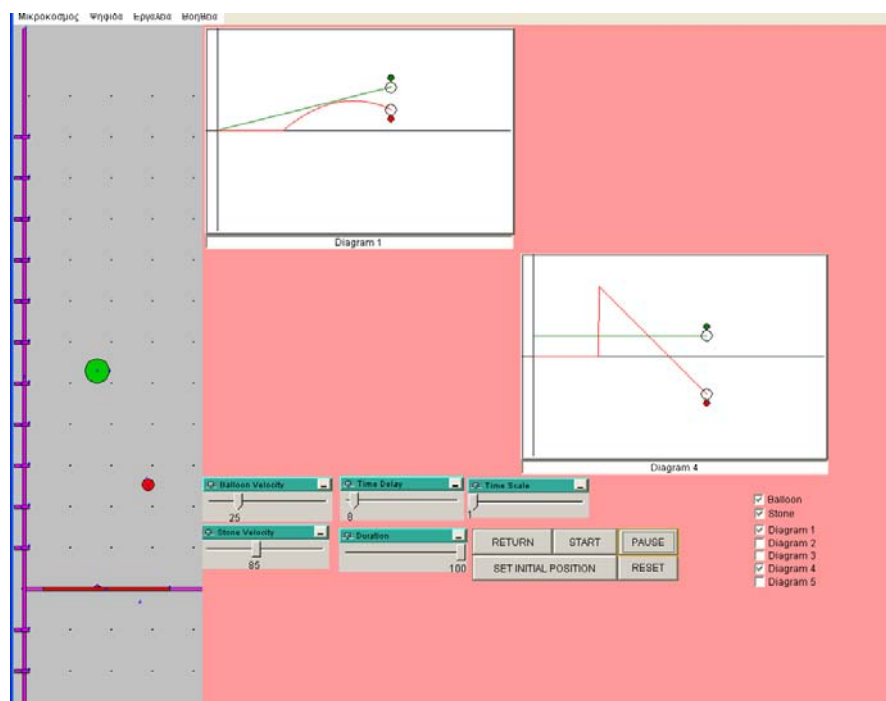 Μικρόκοσμος Ψηφίδα Εργαλεία Βοήθεια
Diagram 1
Diagram 4
Balloon Velocity
25
Time Delay
8
Time Scale
1
Stone Velocity
85
Duration
100
RETURN START PAUSE
SET INITIAL POSITION RESET
Balloon
Stone
Diagram 1
Diagram 2
Diagram 3
Diagram 4
Diagram 5